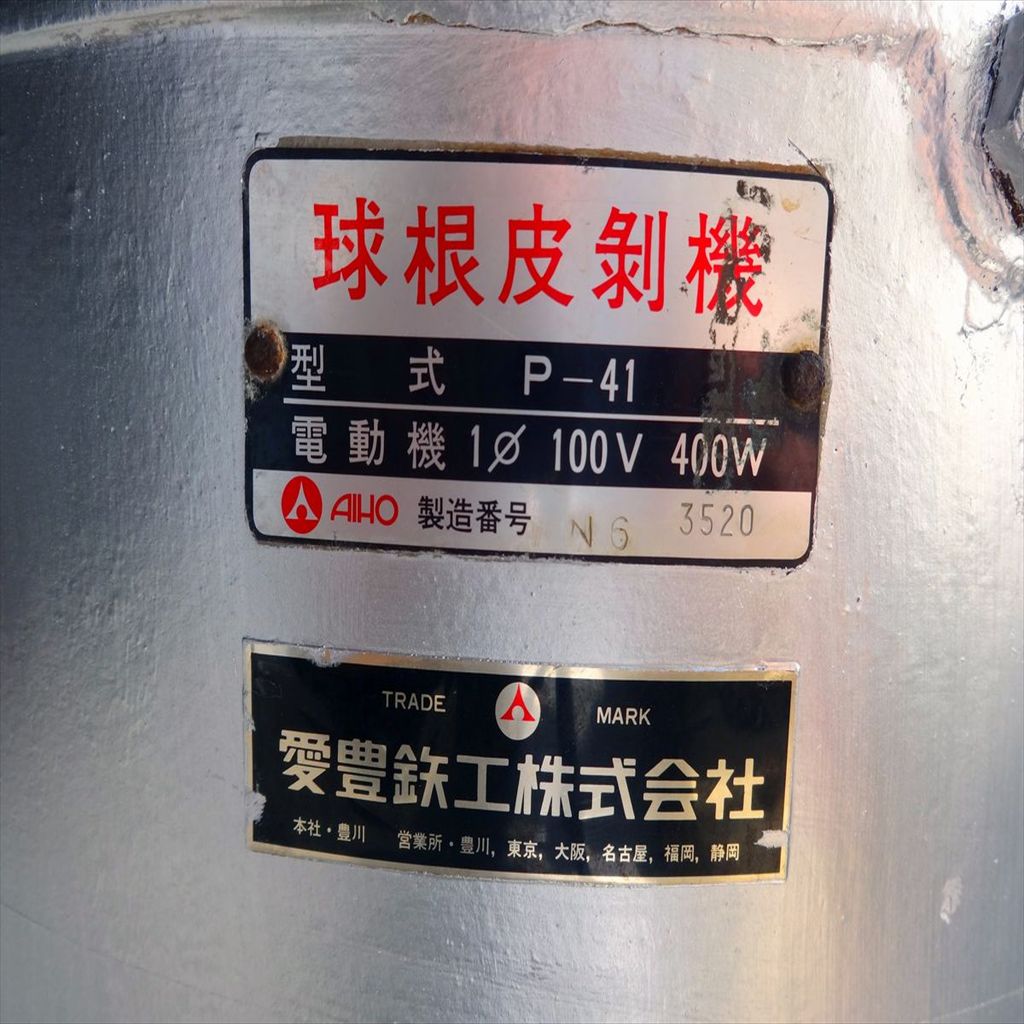 球根皮剝機
型式 P-41
電動機 1φ 100V 400W
AIHO 製造番号 N6 3520
TRADE MARK
愛豊鉄工株式会社
本社・豊川 営業所・豊川, 東京, 大阪, 名古屋, 福岡, 静岡